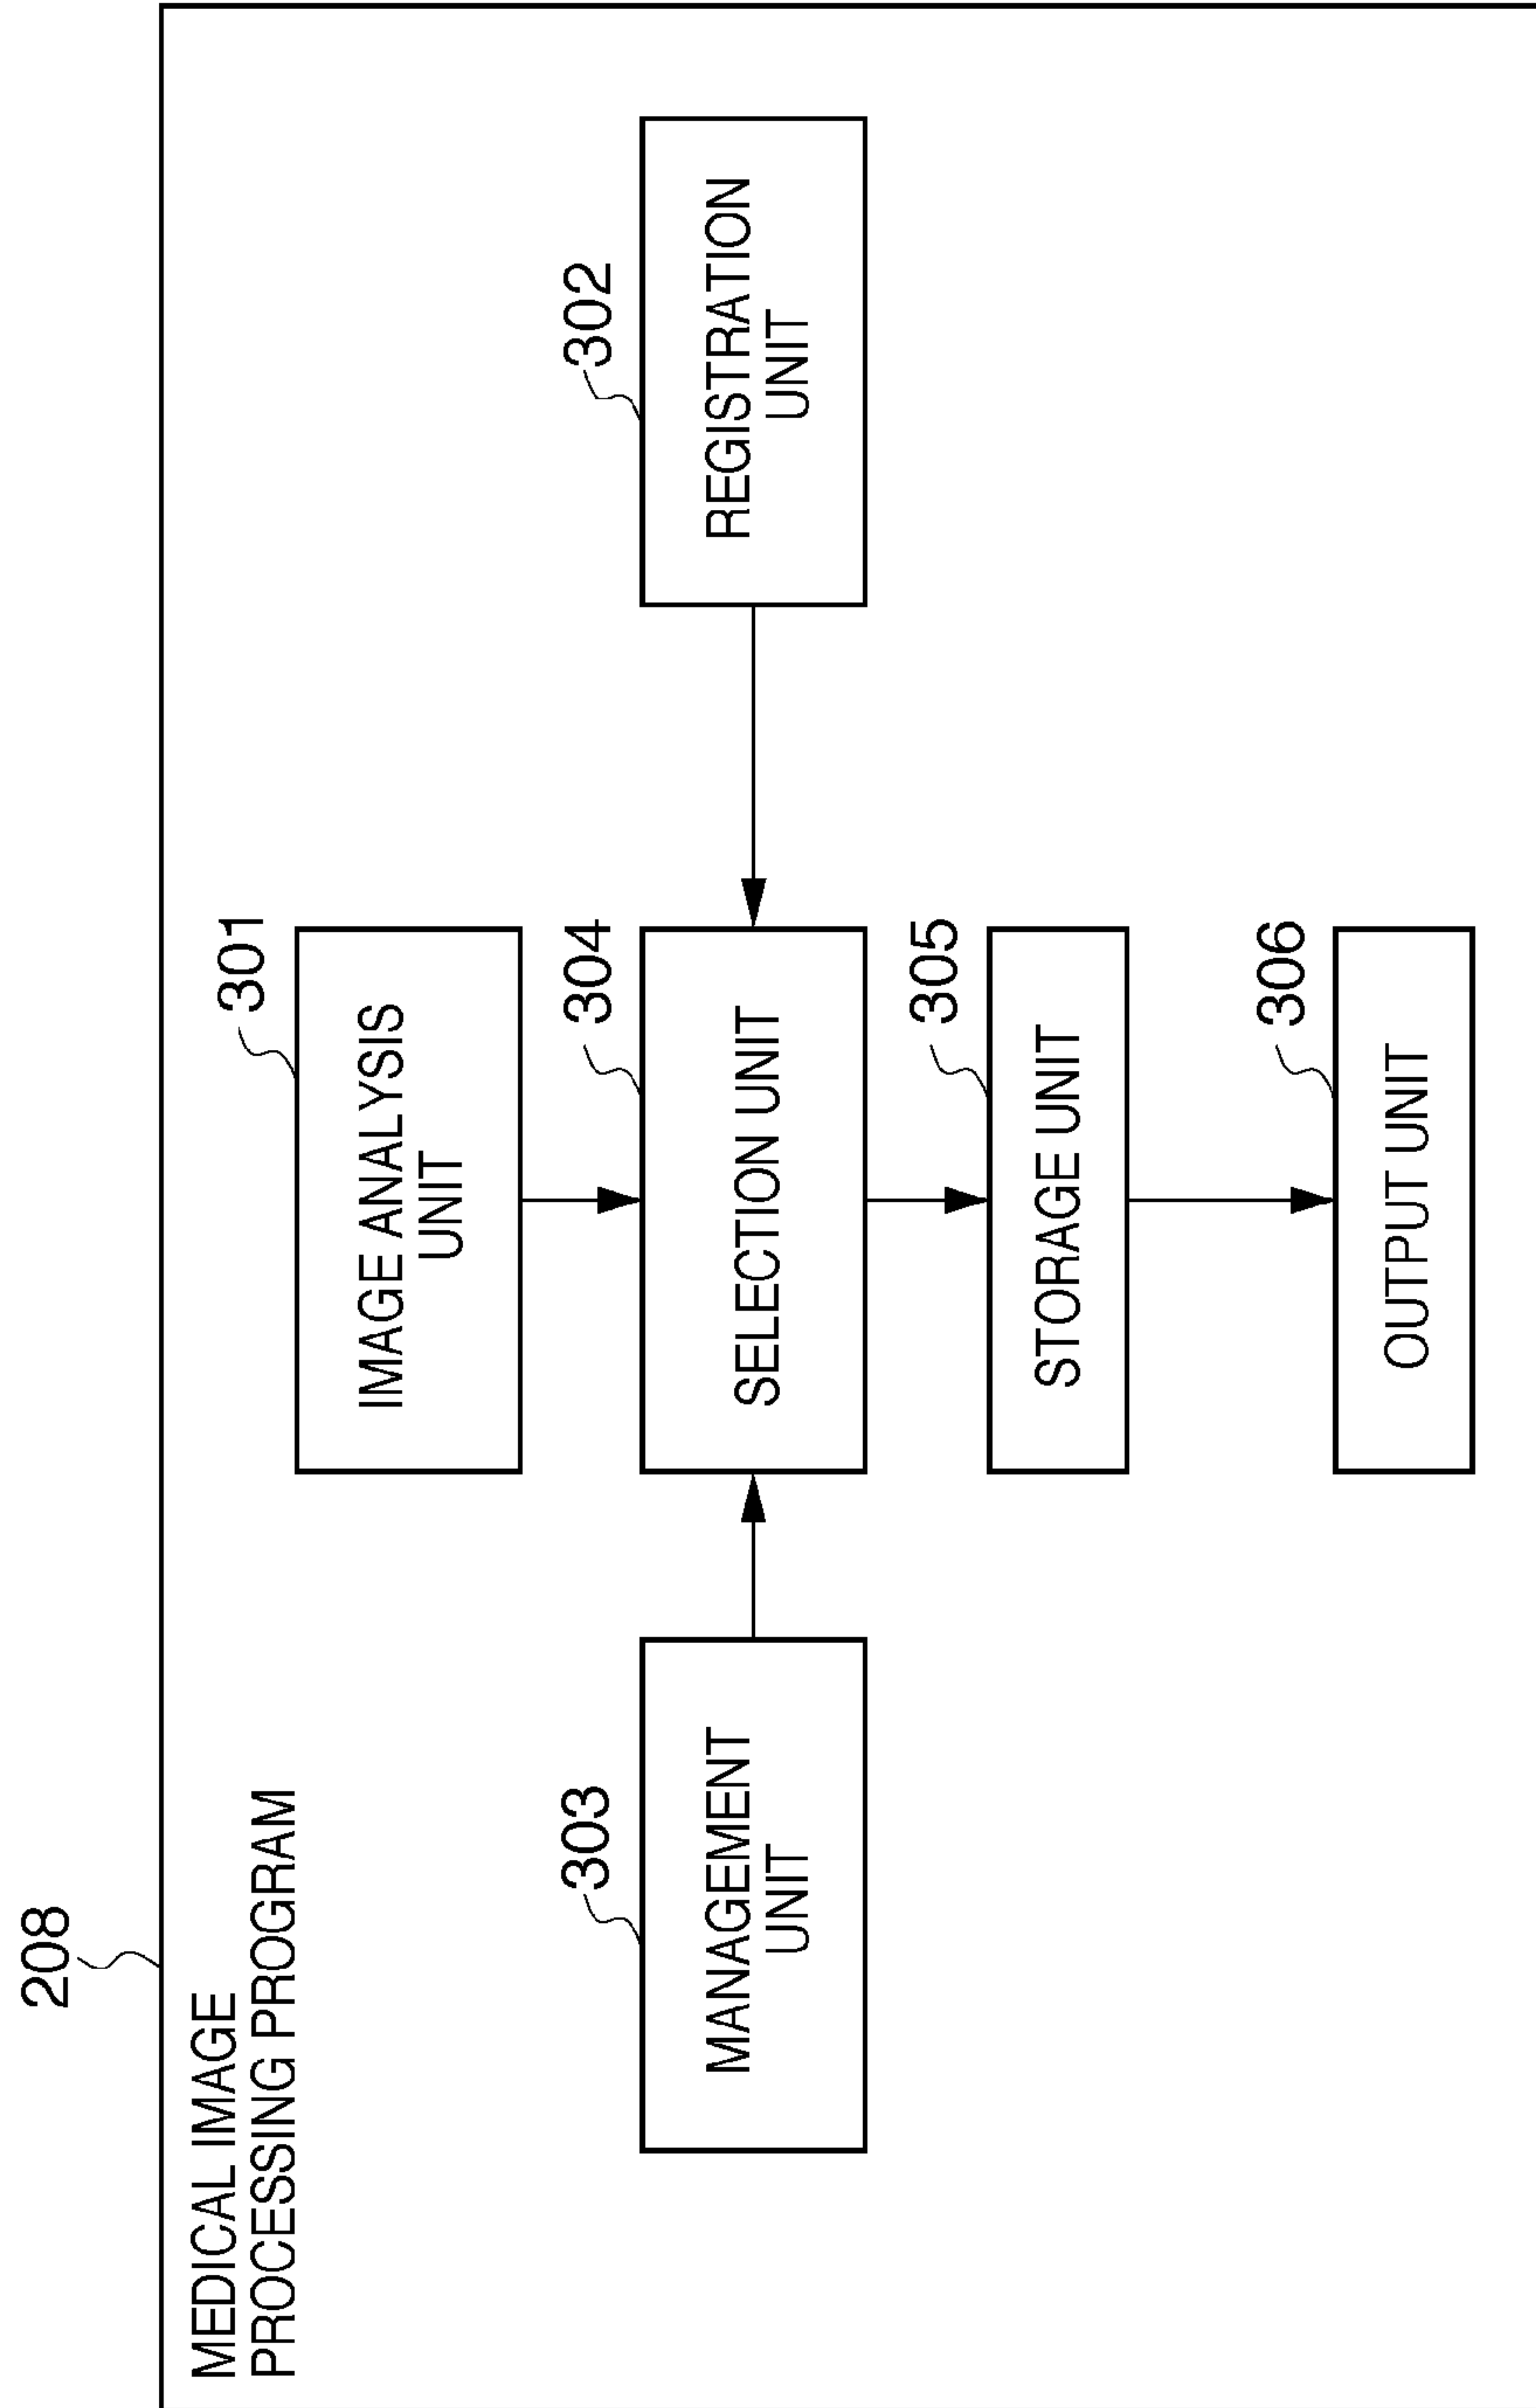 208
MEDICAL IMAGE
PROCESSING PROGRAM
301
IMAGE ANALYSIS
UNIT
303
MANAGEMENT
UNIT
304
SELECTION UNIT
302
REGISTRATION
UNIT
305
STORAGE UNIT
306
OUTPUT UNIT